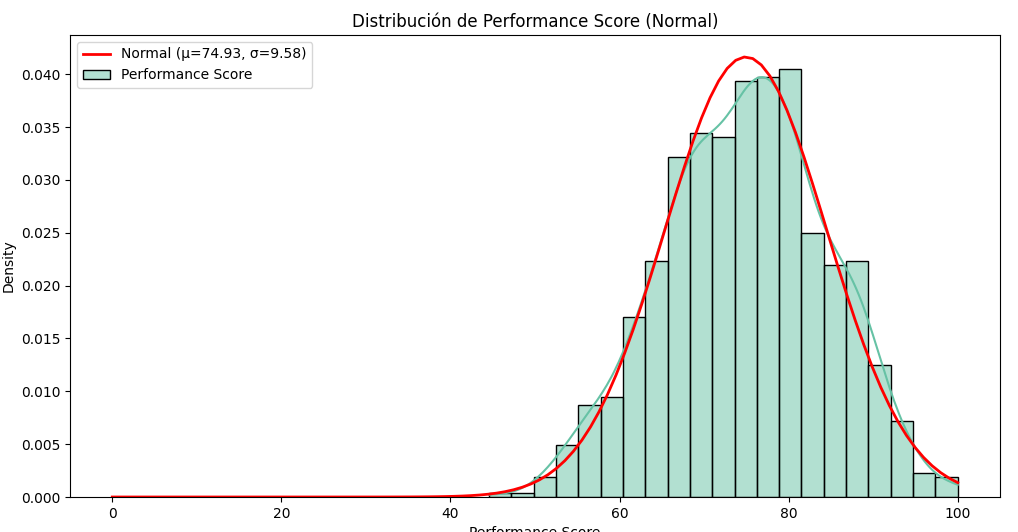 Distribución de Performance Score (Normal)
Normal (μ=74.93, σ=9.58)
Performance Score
0.040
0.035
0.030
0.025
0.020
0.015
0.010
0.005
0.000
Density
0 20 40 60 80 100
Performance Score